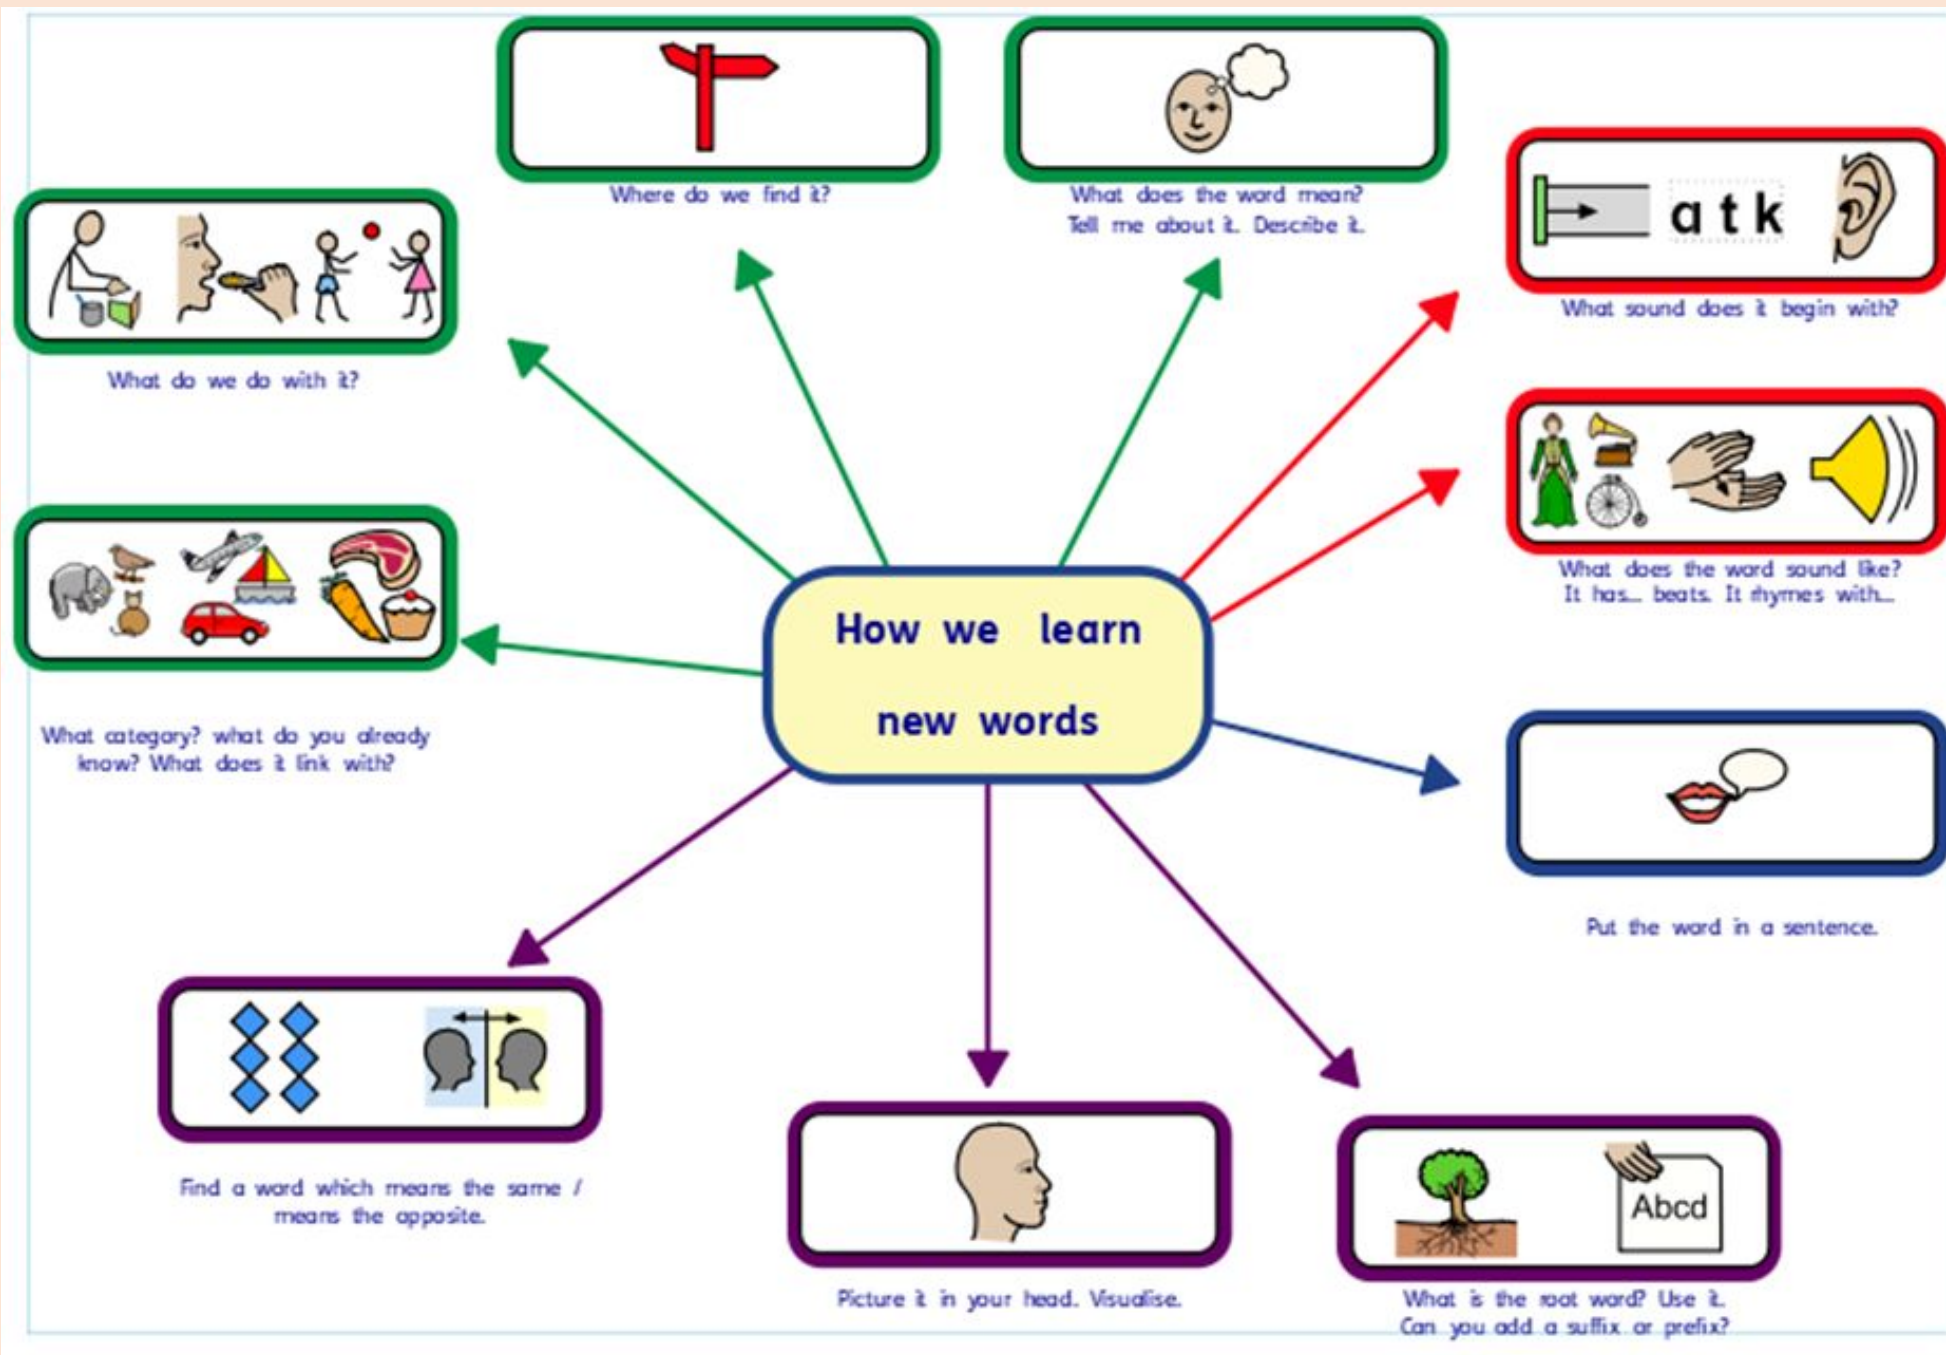 Where do we find it?
What does the word mean?
Tell me about it. Describe it.
a t k
What sound does it begin with?
What do we do with it?
What does the word sound like?
It has... beats. It rhymes with...
How we learn
new words
What category? what do you already
know? What does it link with?
Put the word in a sentence.
Find a word which means the same /
means the opposite.
Picture it in your head. Visualise.
Abcd
What is the root word? Use it.
Can you add a suffix or prefix?